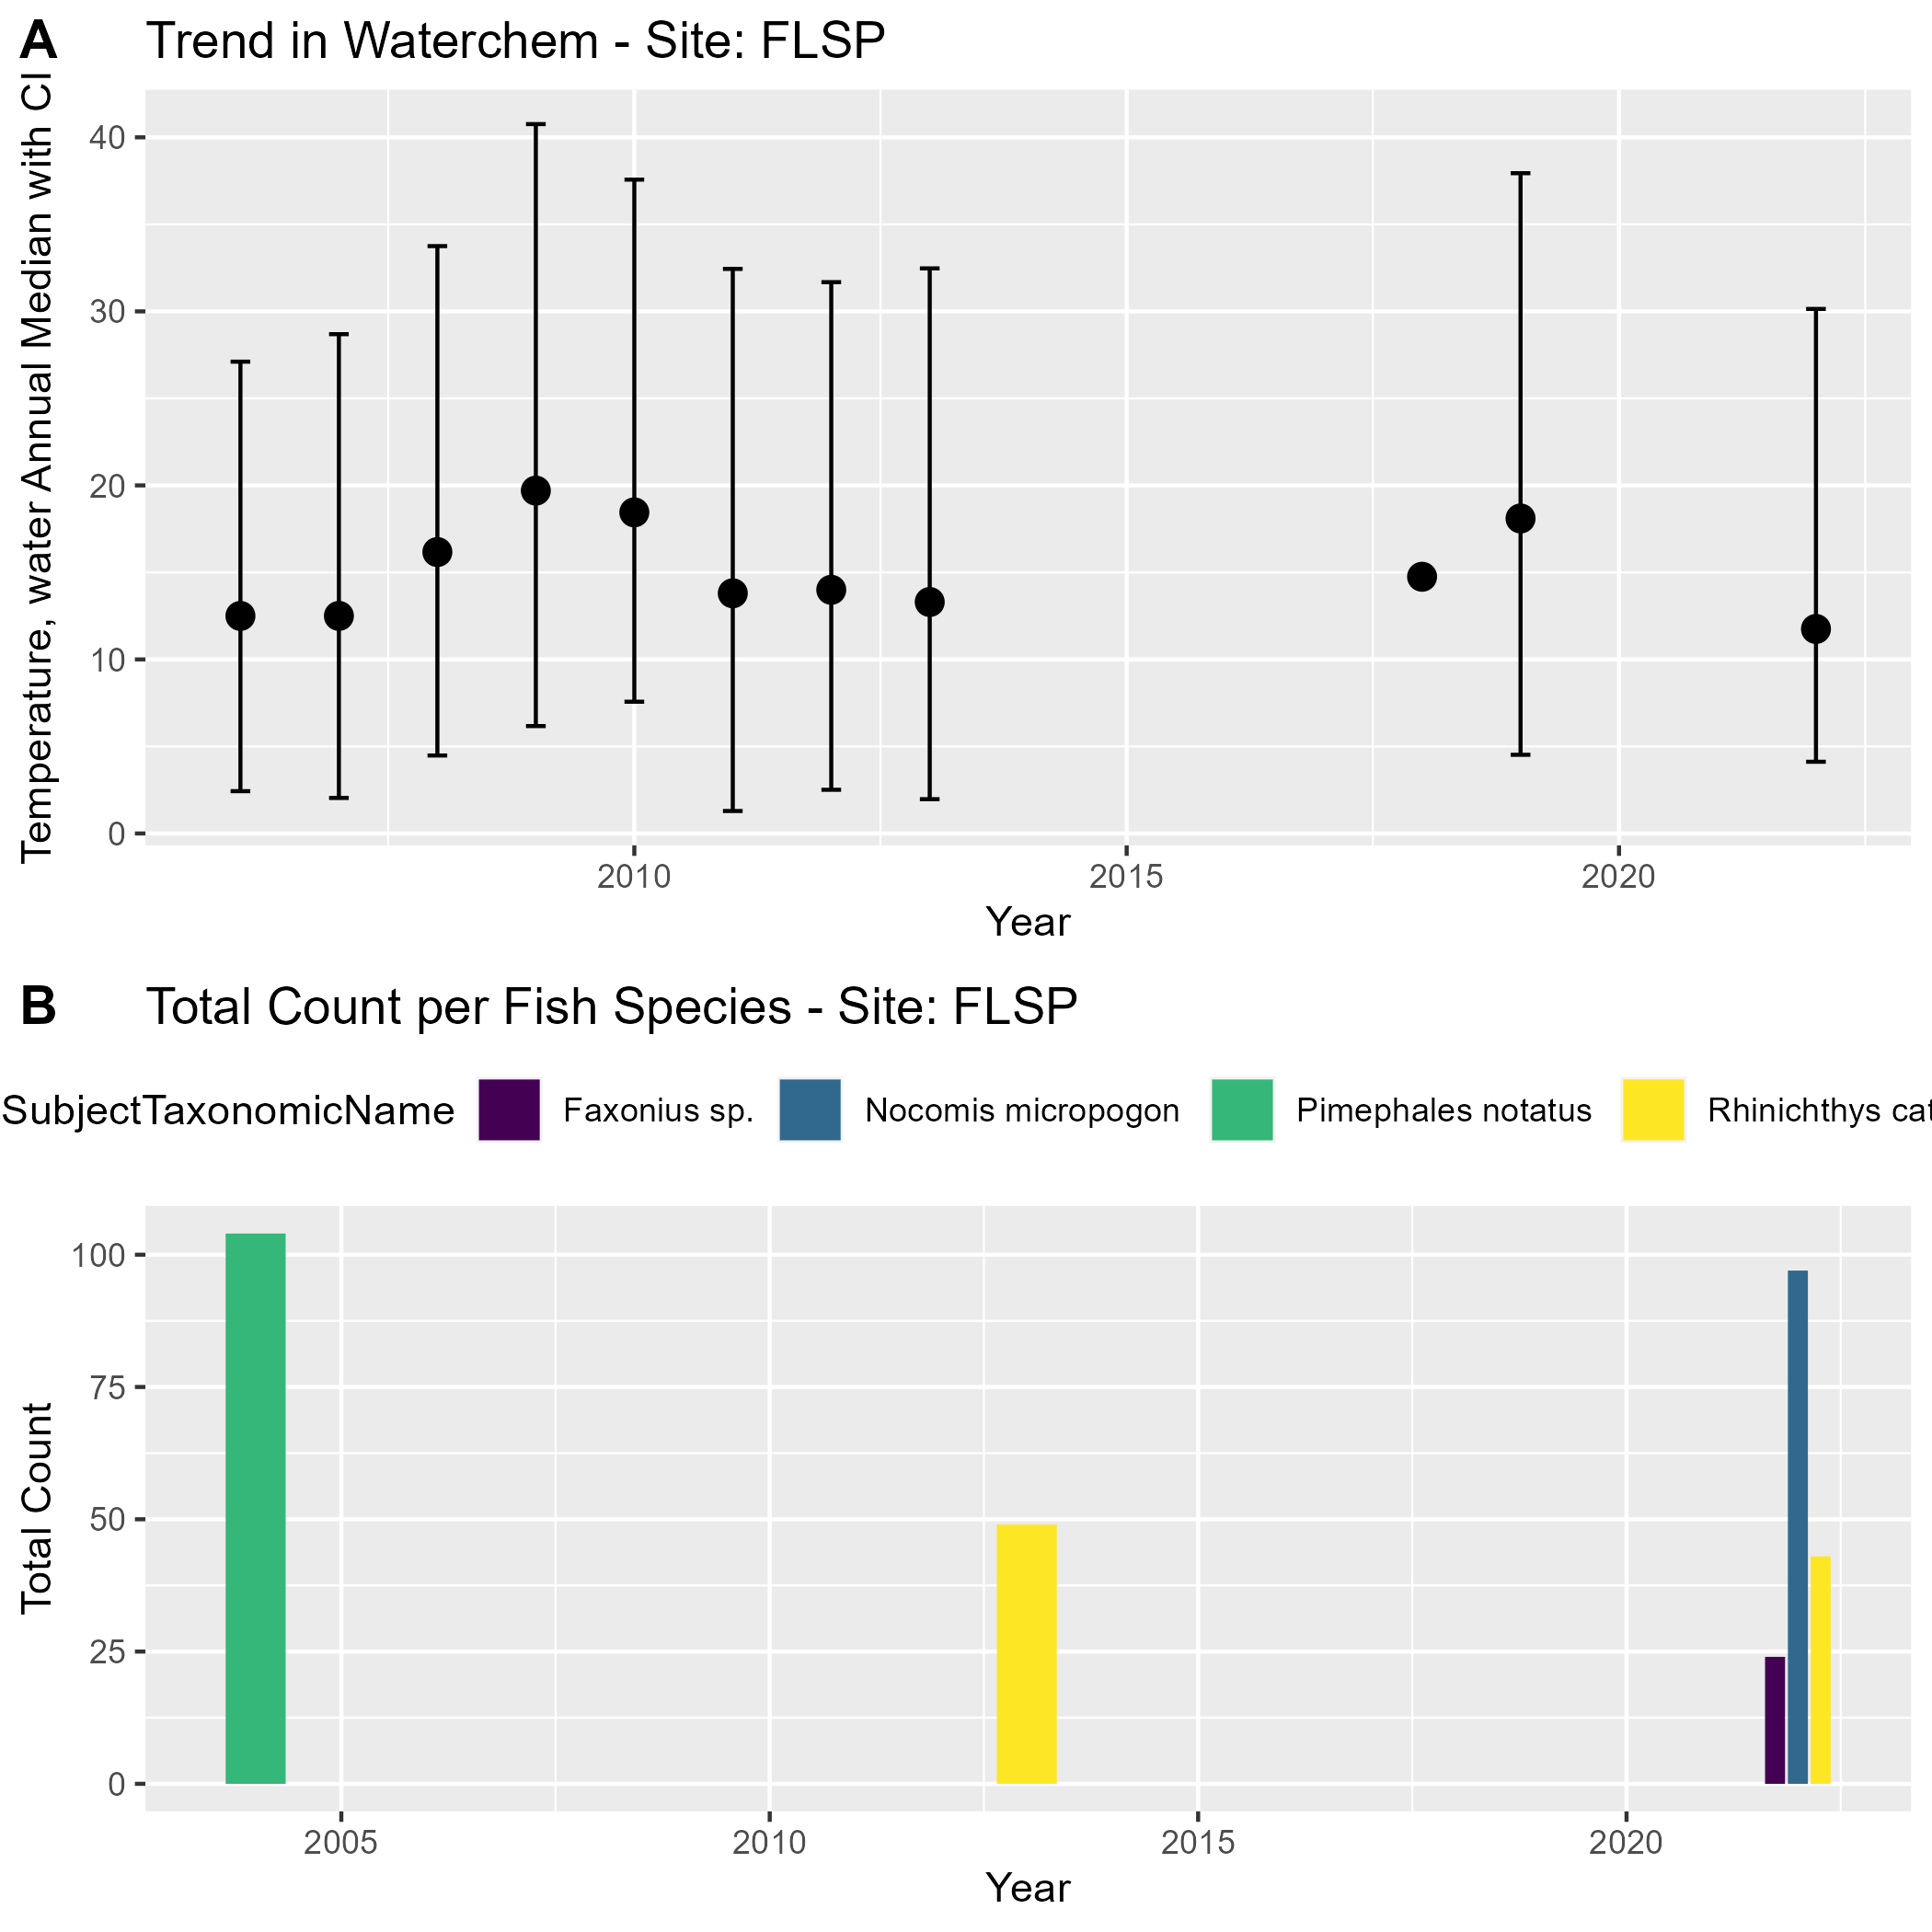 A Trend in Waterchem - Site: FLSP
Temperature, water Annual Median with CI
40
30
20
10
0
2010 2015 2020
Year
B Total Count per Fish Species - Site: FLSP
SubjectTaxonomicName Faxonius sp. Nocomis micropogon Pimephales notatus Rhinichthys cat
Total Count
100
75
50
25
0
2005 2010 2015 2020
Year